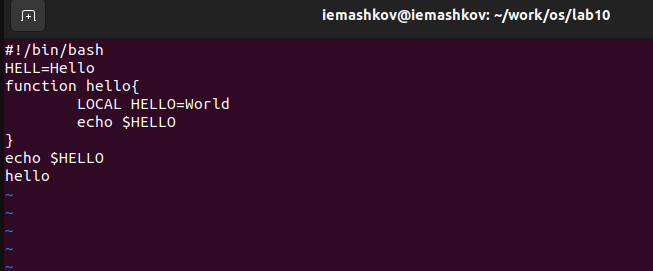 iemashkov@iemashkov: ~/work/os/lab10
#!/bin/bash
HELL=Hello
function hello{
        LOCAL HELLO=World
        echo $HELLO
}
echo $HELLO
hello
~
~
~
~
~